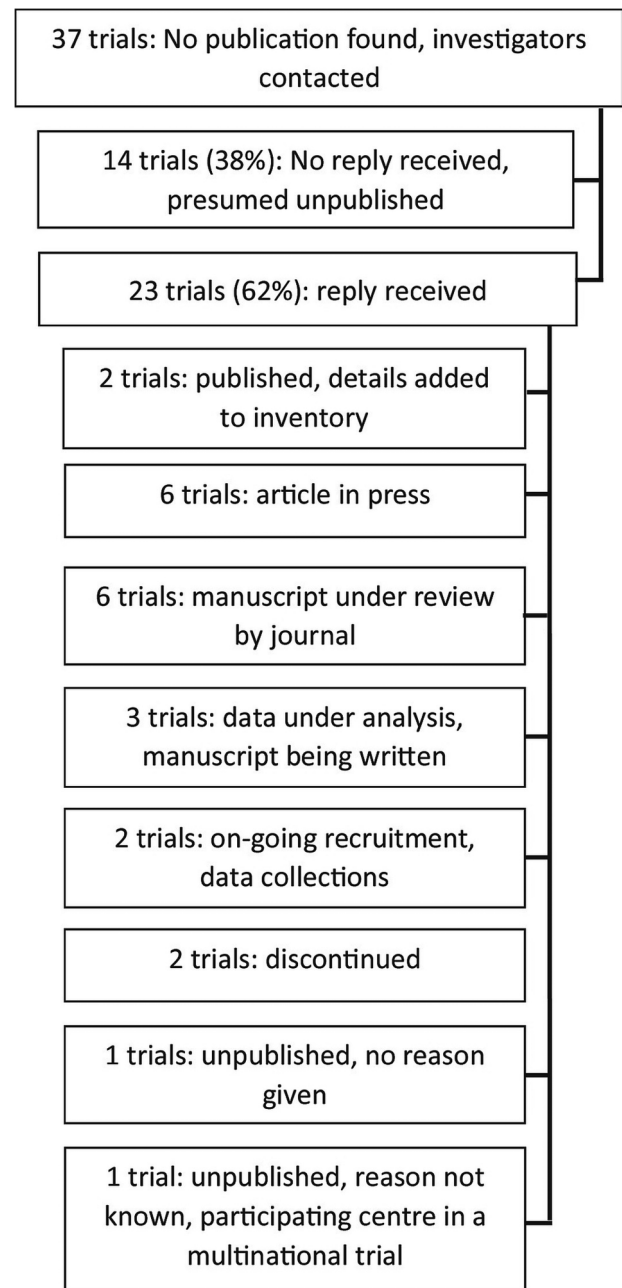 37 trials: No publication found, investigators
contacted
14 trials (38%): No reply received,
presumed unpublished
23 trials (62%): reply received
2 trials: published, details added
to inventory
6 trials: article in press
6 trials: manuscript under review
by journal
3 trials: data under analysis,
manuscript being written
2 trials: on-going recruitment,
data collections
2 trials: discontinued
1 trials: unpublished, no reason
given
1 trial: unpublished, reason not
known, participating centre in a
multinational trial